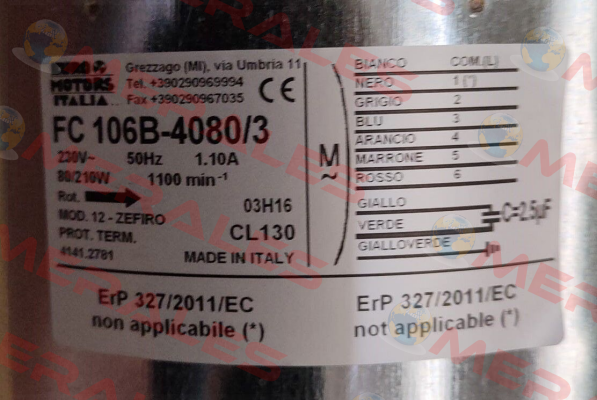 EURO MOTORS ITALIA
Grezzago (MI), via Umbria 11
Tel. +390290969994
Fax +390290967035
CE
FC 106B-4080/3
230V~ 50Hz 1.10A
80/210W 1100 min⁻¹
Rot.
03H16
MOD. 12 - ZEFIRO
PROT. TERM. CL130
4141.2781 MADE IN ITALY
M
~
BIANCO COM.(L)
NERO 1 (*)
GRIGIO 2
BLU 3
ARANCIO 4
MARRONE 5
ROSSO 6
GIALLO
VERDE
C=2.5µF
GIALLOVERDE
ErP 327/2011/EC
non applicabile (*)
ErP 327/2011/EC
not applicable (*)
MERALES